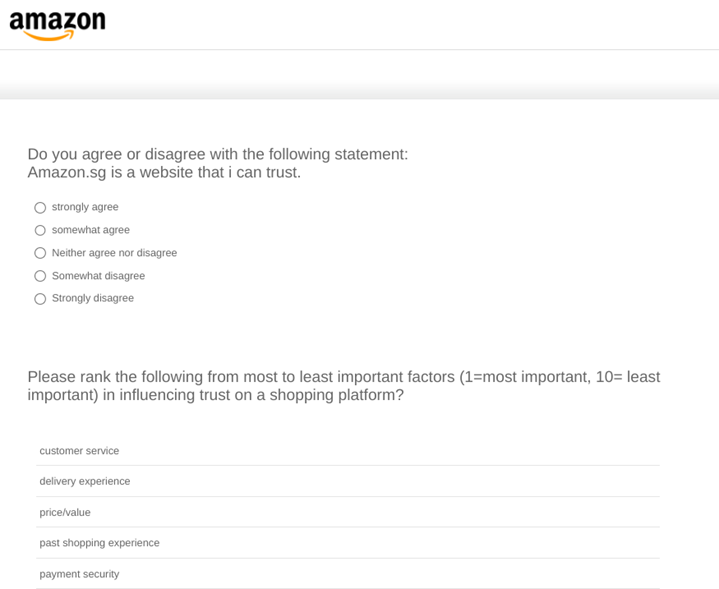 amazon
Do you agree or disagree with the following statement:
Amazon.sg is a website that i can trust.
strongly agree
somewhat agree
Neither agree nor disagree
Somewhat disagree
Strongly disagree
Please rank the following from most to least important factors (1=most important, 10= least
important) in influencing trust on a shopping platform?
customer service
delivery experience
price/value
past shopping experience
payment security